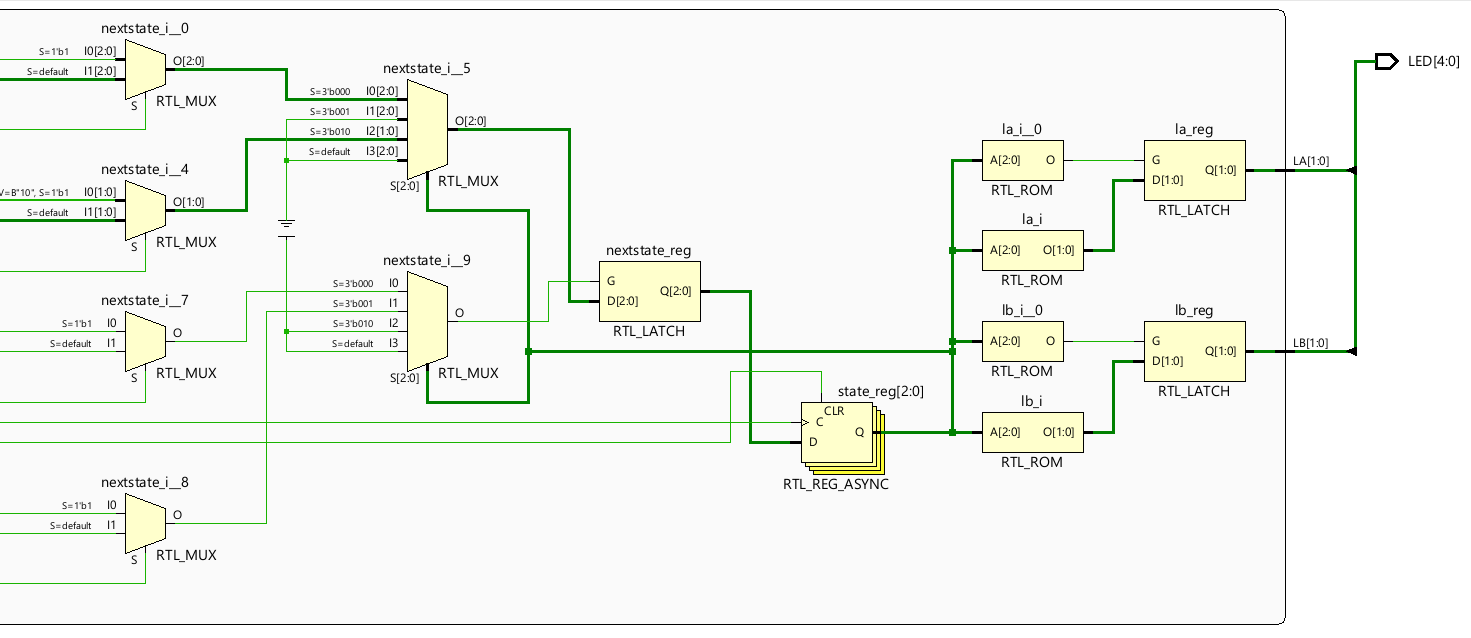 nextstate_i__0
S=1'b1 I0[2:0]
S=default I1[2:0]
O[2:0]
S
RTL_MUX
nextstate_i__4
V=B"10", S=1'b1 I0[1:0]
S=default I1[1:0]
O[1:0]
S
RTL_MUX
nextstate_i__7
S=1'b1 I0
S=default I1
O
S
RTL_MUX
nextstate_i__8
S=1'b1 I0
S=default I1
O
S
RTL_MUX
nextstate_i__5
S=3'b000 I0[2:0]
S=3'b001 I1[2:0]
S=3'b010 I2[1:0]
S=default I3[2:0]
O[2:0]
S[2:0]
RTL_MUX
nextstate_i__9
S=3'b000 I0
S=3'b001 I1
S=3'b010 I2
S=default I3
O
S[2:0]
RTL_MUX
nextstate_reg
G
D[2:0]
Q[2:0]
RTL_LATCH
state_reg[2:0]
CLR
C
D
Q
RTL_REG_ASYNC
la_i__0
A[2:0] O
RTL_ROM
la_i
A[2:0] O[1:0]
RTL_ROM
lb_i__0
A[2:0] O
RTL_ROM
lb_i
A[2:0] O[1:0]
RTL_ROM
la_reg
G
D[1:0]
Q[1:0]
RTL_LATCH
lb_reg
G
D[1:0]
Q[1:0]
RTL_LATCH
LA[1:0]
LB[1:0]
LED[4:0]